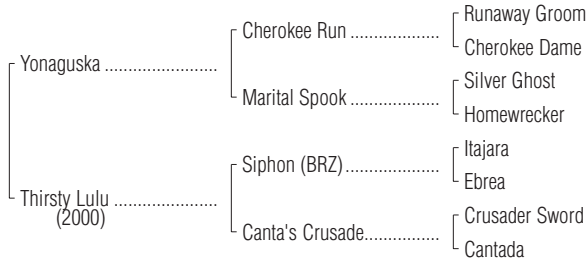 Runaway Groom
Cherokee Run
Cherokee Dame
Yonaguska
Silver Ghost
Marital Spook
Homewrecker
Itajara
Siphon (BRZ)
Ebrea
Thirsty Lulu
(2000)
Crusader Sword
Canta's Crusade
Cantada